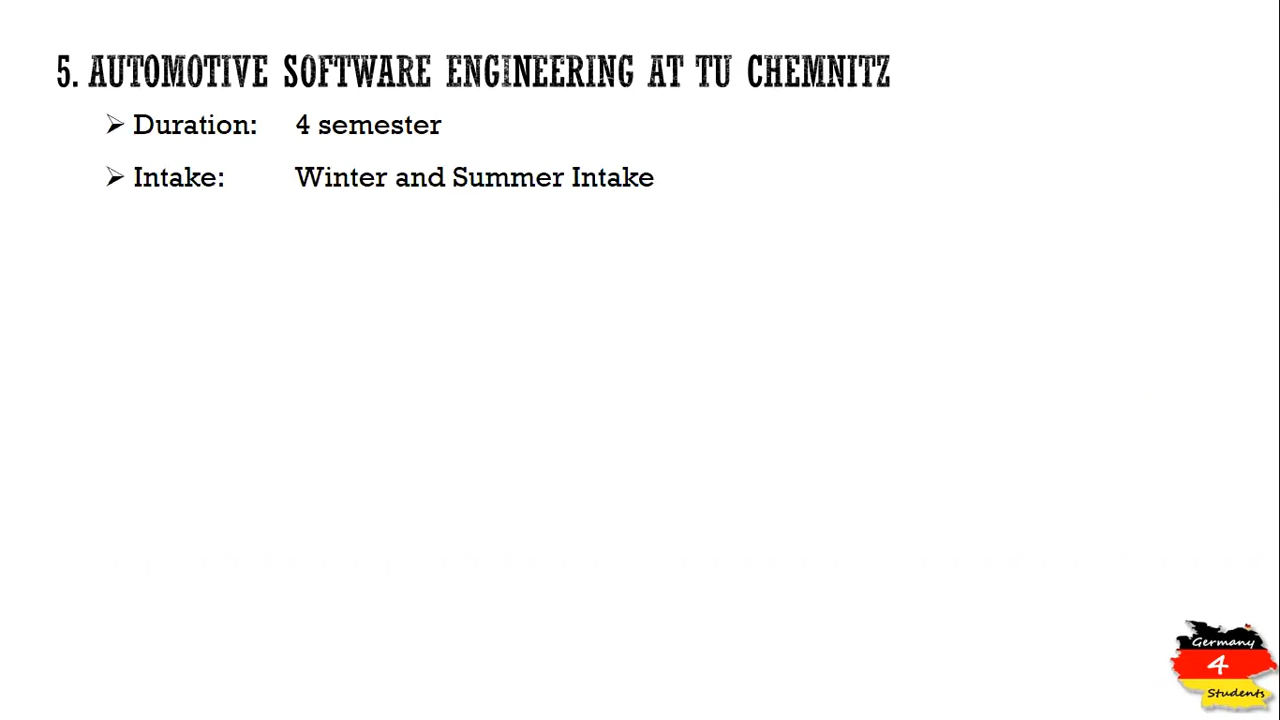 5. AUTOMOTIVE SOFTWARE ENGINEERING AT TU CHEMNITZ
➢ Duration: 4 semester
➢ Intake: Winter and Summer Intake
Germany
4
Students